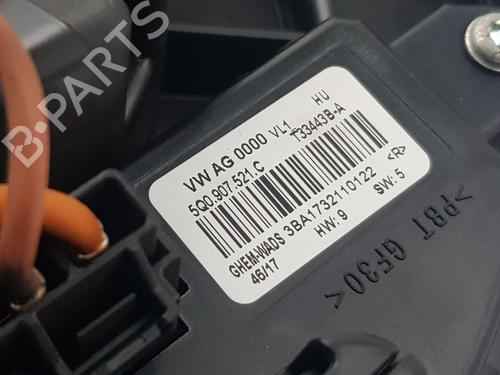 VW AG 0000 VL1 HU
5Q0.907.521.C T33443B-A
GHEM-WADS 3BA1732110122 <R>
46/17 HW: 9 SW: 5
>PBT GF30<
B-PARTS